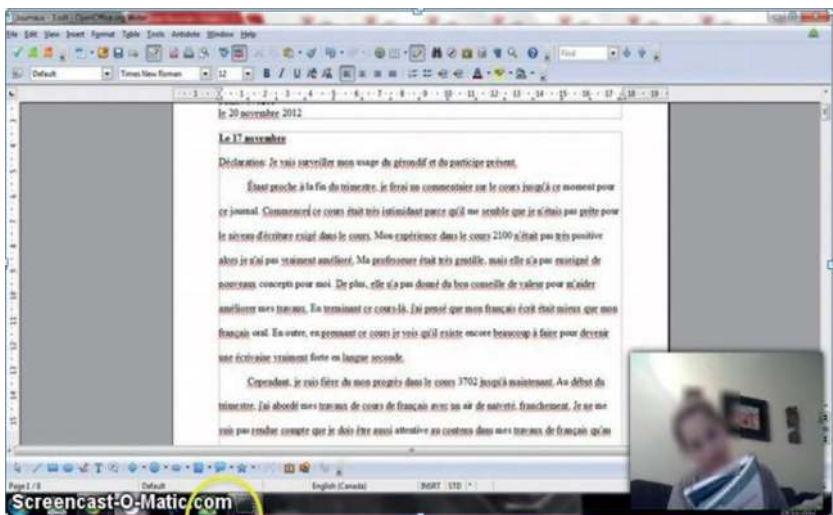 Journaux - 1.odt - OpenOffice.org Writer
File Edit View Insert Format Table Tools Antidote Window Help
Find
Default Times New Roman 12 B I U
le 20 novembre 2012
Le 17 novembre
Déclaration: Je vais surveiller mon usage du gérondif et du participe présent.
Étant proche à la fin du trimestre, je ferai un commentaire sur le cours jusqu'à ce moment pour
ce journal. Commencer ce cours était très intimidant parce qu'il me semble que je n'étais pas prête pour
le niveau d'écriture exigé dans le cours. Mon expérience dans le cours 2100 n'était pas très positive
alors je n'ai pas vraiment amélioré. Ma professeure était très gentille, mais elle n'a pas enseigné de
nouveaux concepts pour moi. De plus, elle n'a pas donné du bon conseille de valeur pour m'aider
améliorer mes travaux. En terminant ce cours-là, j'ai pensé que mon français écrit était mieux que mon
français oral. En outre, en prennant ce cours je vois qu'il existe encore beaucoup à faire pour devenir
une écrivaine vraiment forte en langue seconde.
Cependant, je suis fière du mon progrès dans le cours 3702 jusqu'à maintenant. Au début du
trimestre, j'ai abordé mes travaux de cours de français avec un air de naïveté, franchement. Je ne me
suis pas rendue compte que je dois être aussi attentive au contenu dans mes travaux de français qu'au
Page 1 / 8 Default English (Canada) INSRT STD *
Screencast-O-Matic.com